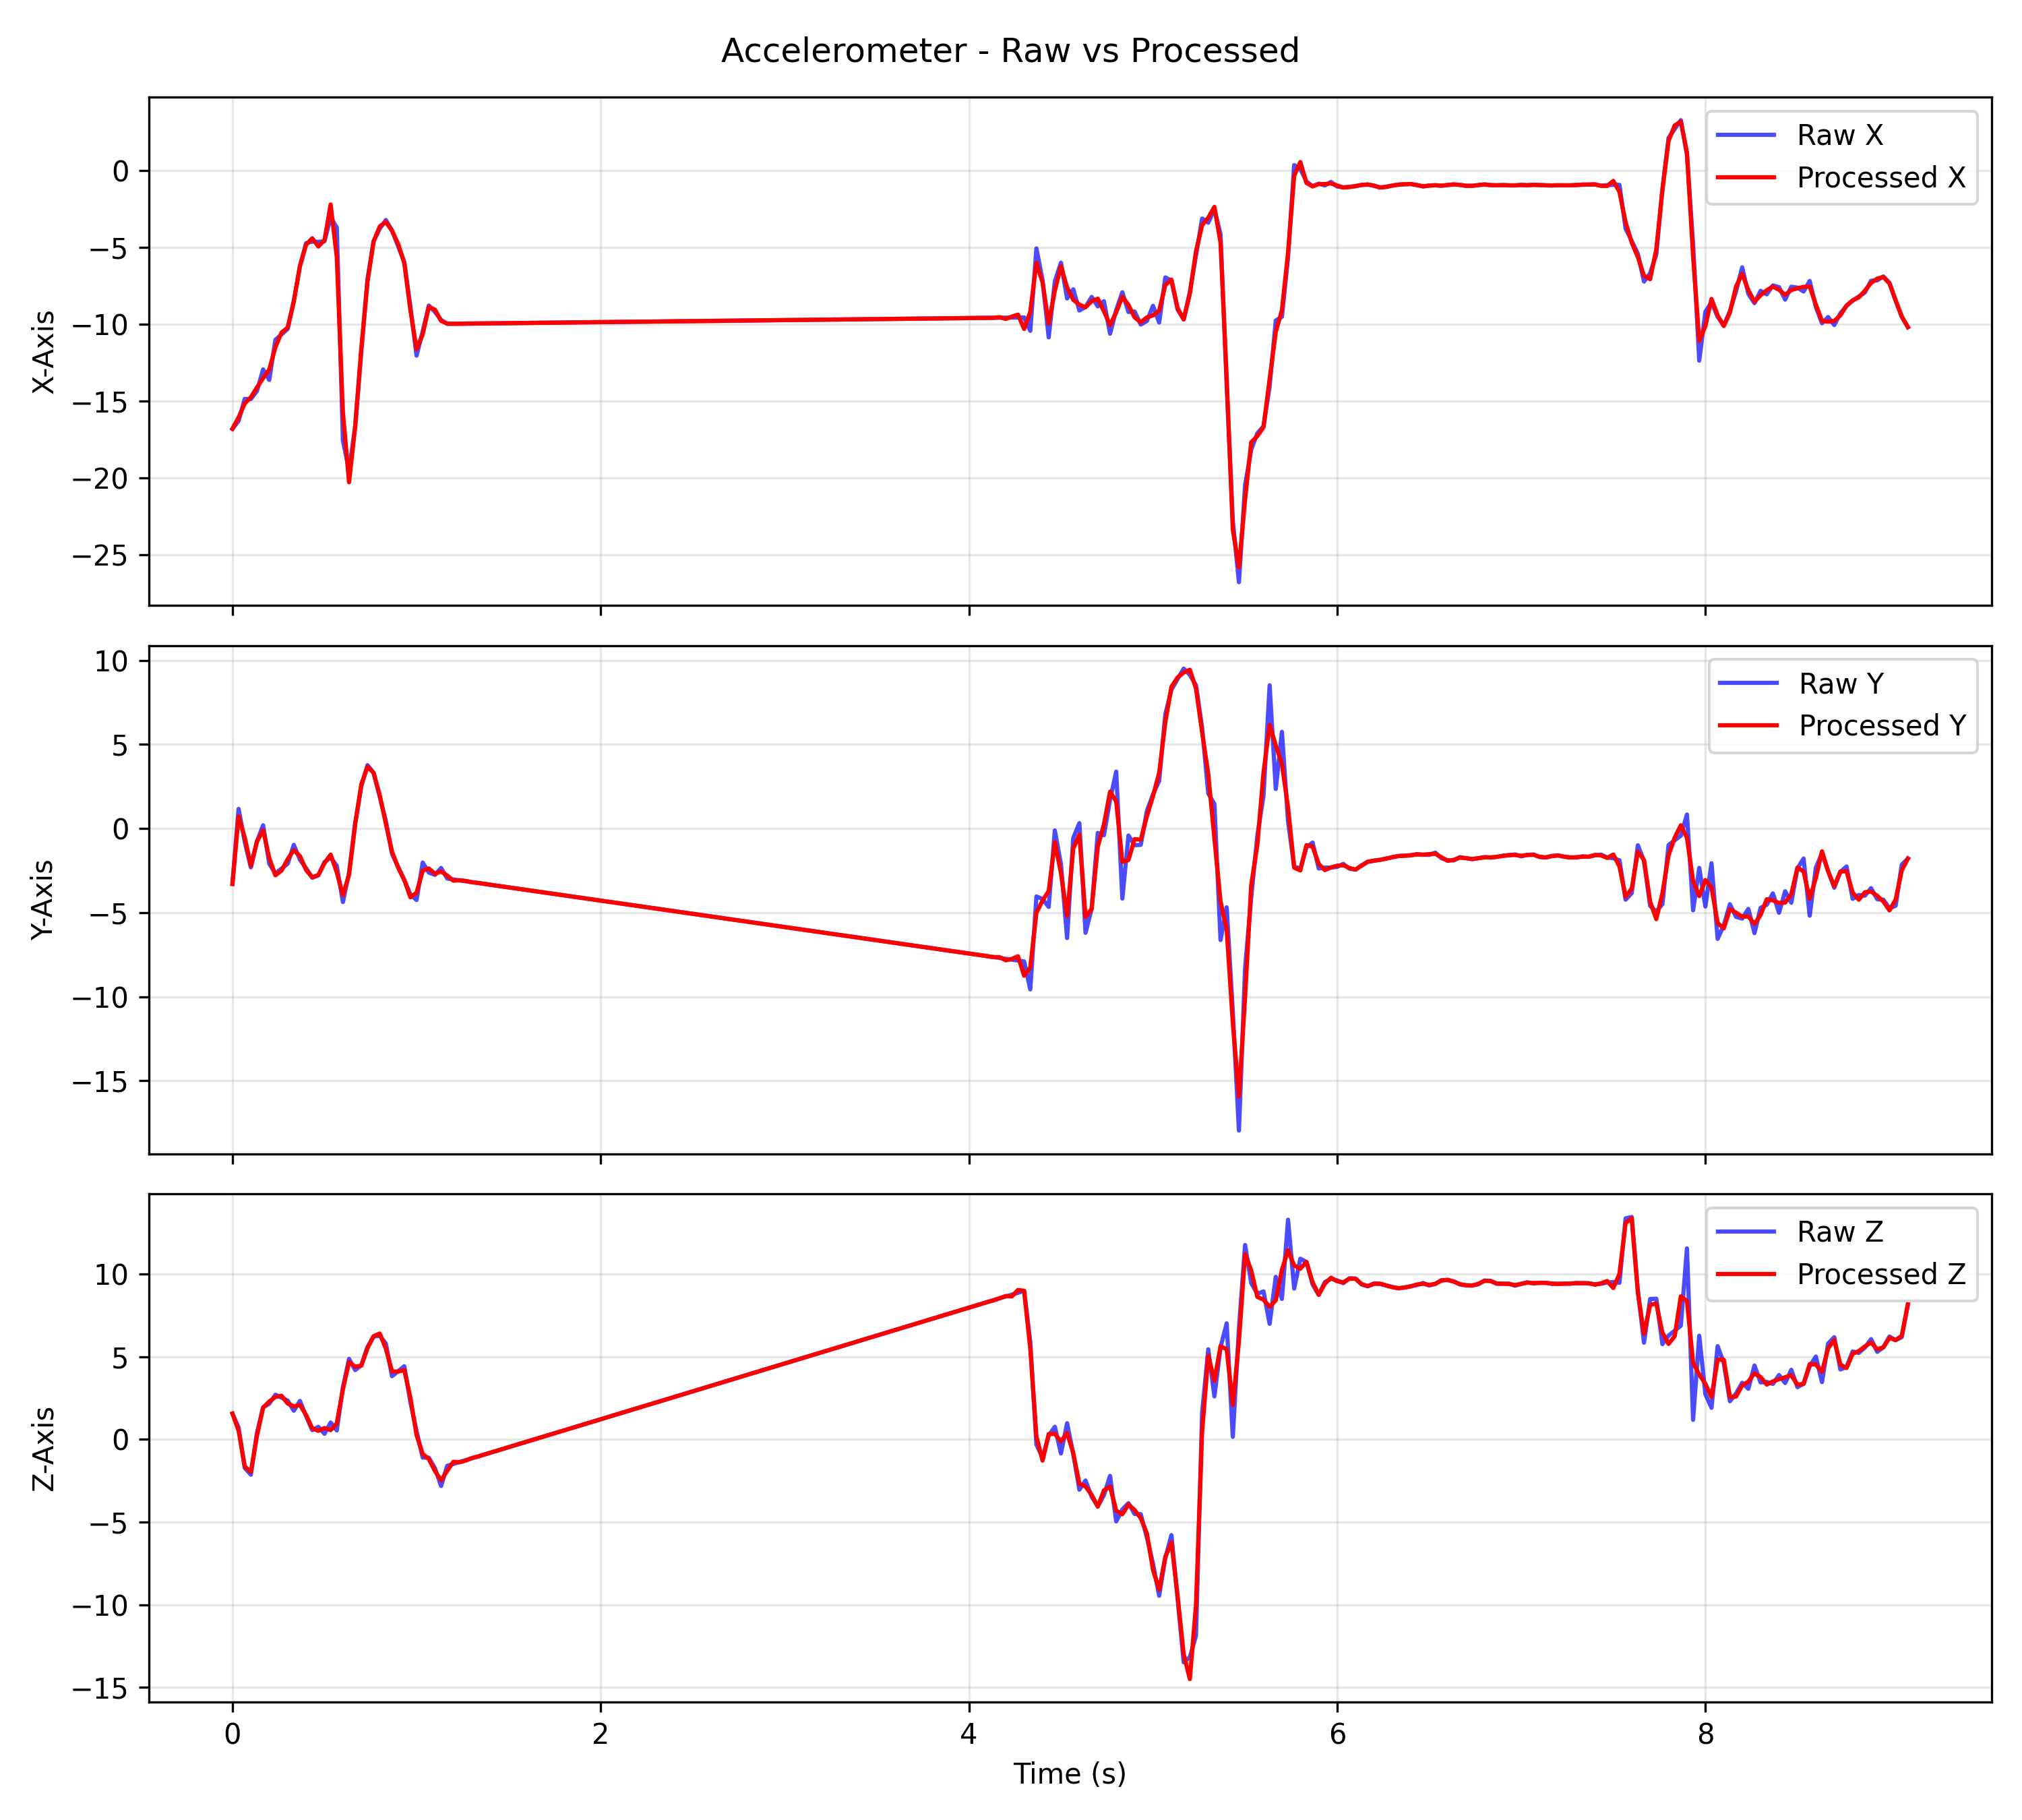 Accelerometer - Raw vs Processed
X-Axis
0
−5
−10
−15
−20
−25
Raw X
Processed X
Y-Axis
10
5
0
−5
−10
−15
Raw Y
Processed Y
Z-Axis
10
5
0
−5
−10
−15
Raw Z
Processed Z
0 2 4 6 8
Time (s)